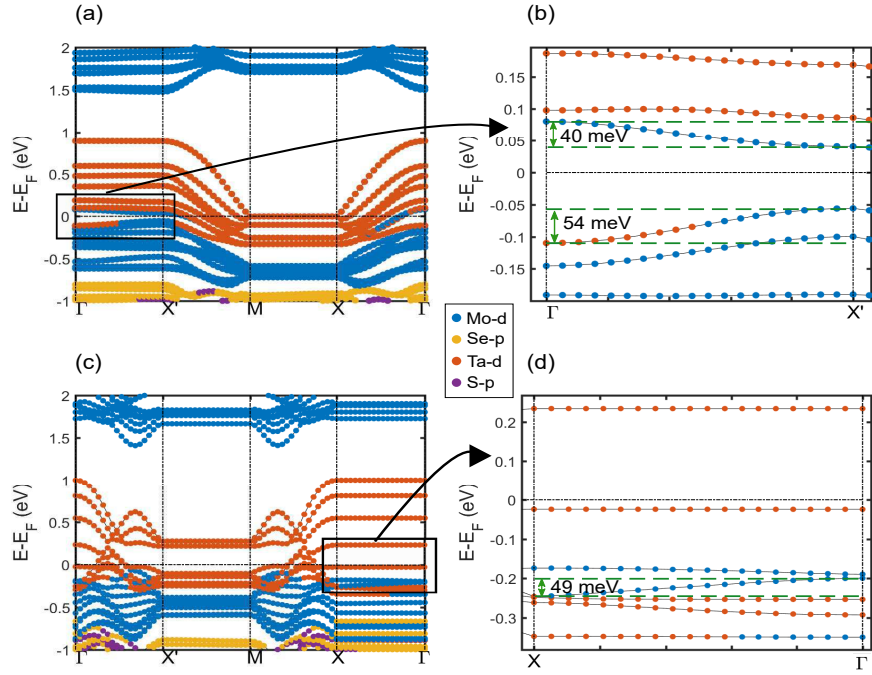 (a)
(b)
2
1.5
1
0.5
0
-0.5
-1
E-E_F (eV)
Γ
X'
M
X
Γ
0.15
0.1
0.05
0
-0.05
-0.1
-0.15
E-E_F (eV)
40 meV
54 meV
Γ
X'
Mo-d
Se-p
Ta-d
S-p
(c)
(d)
2
1.5
1
0.5
0
-0.5
-1
E-E_F (eV)
Γ
X'
M
X
Γ
0.2
0.1
0
-0.1
-0.2
-0.3
E-E_F (eV)
49 meV
X
Γ